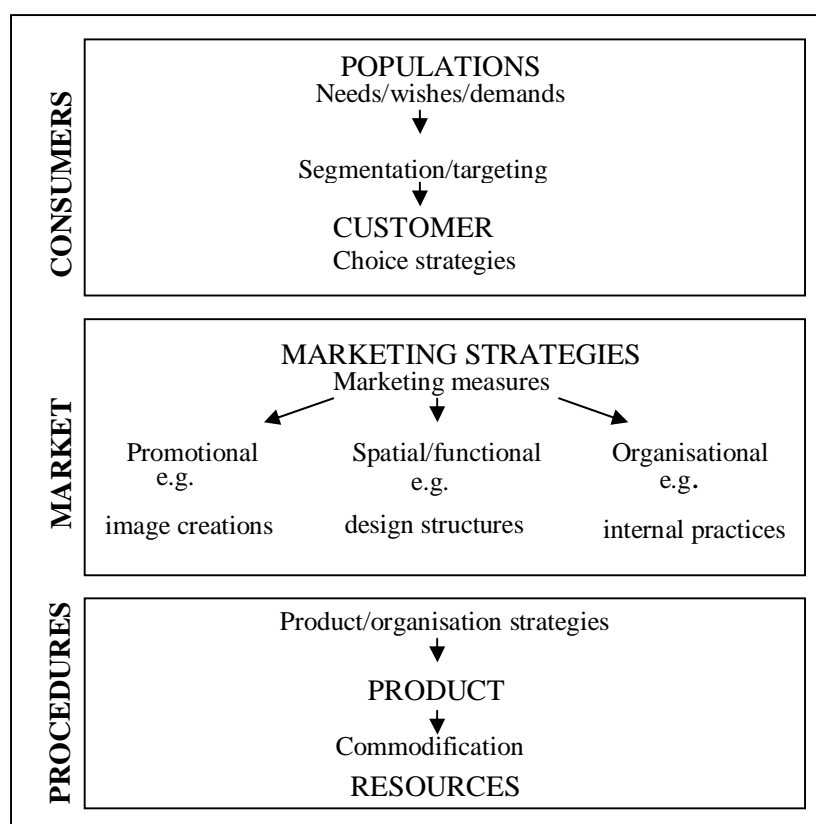 CONSUMERS
POPULATIONS
Needs/wishes/demands
Segmentation/targeting
CUSTOMER
Choice strategies
MARKET
MARKETING STRATEGIES
Marketing measures
Promotional
e.g.
image creations
Spatial/functional
e.g.
design structures
Organisational
e.g.
internal practices
PROCEDURES
Product/organisation strategies
PRODUCT
Commodification
RESOURCES